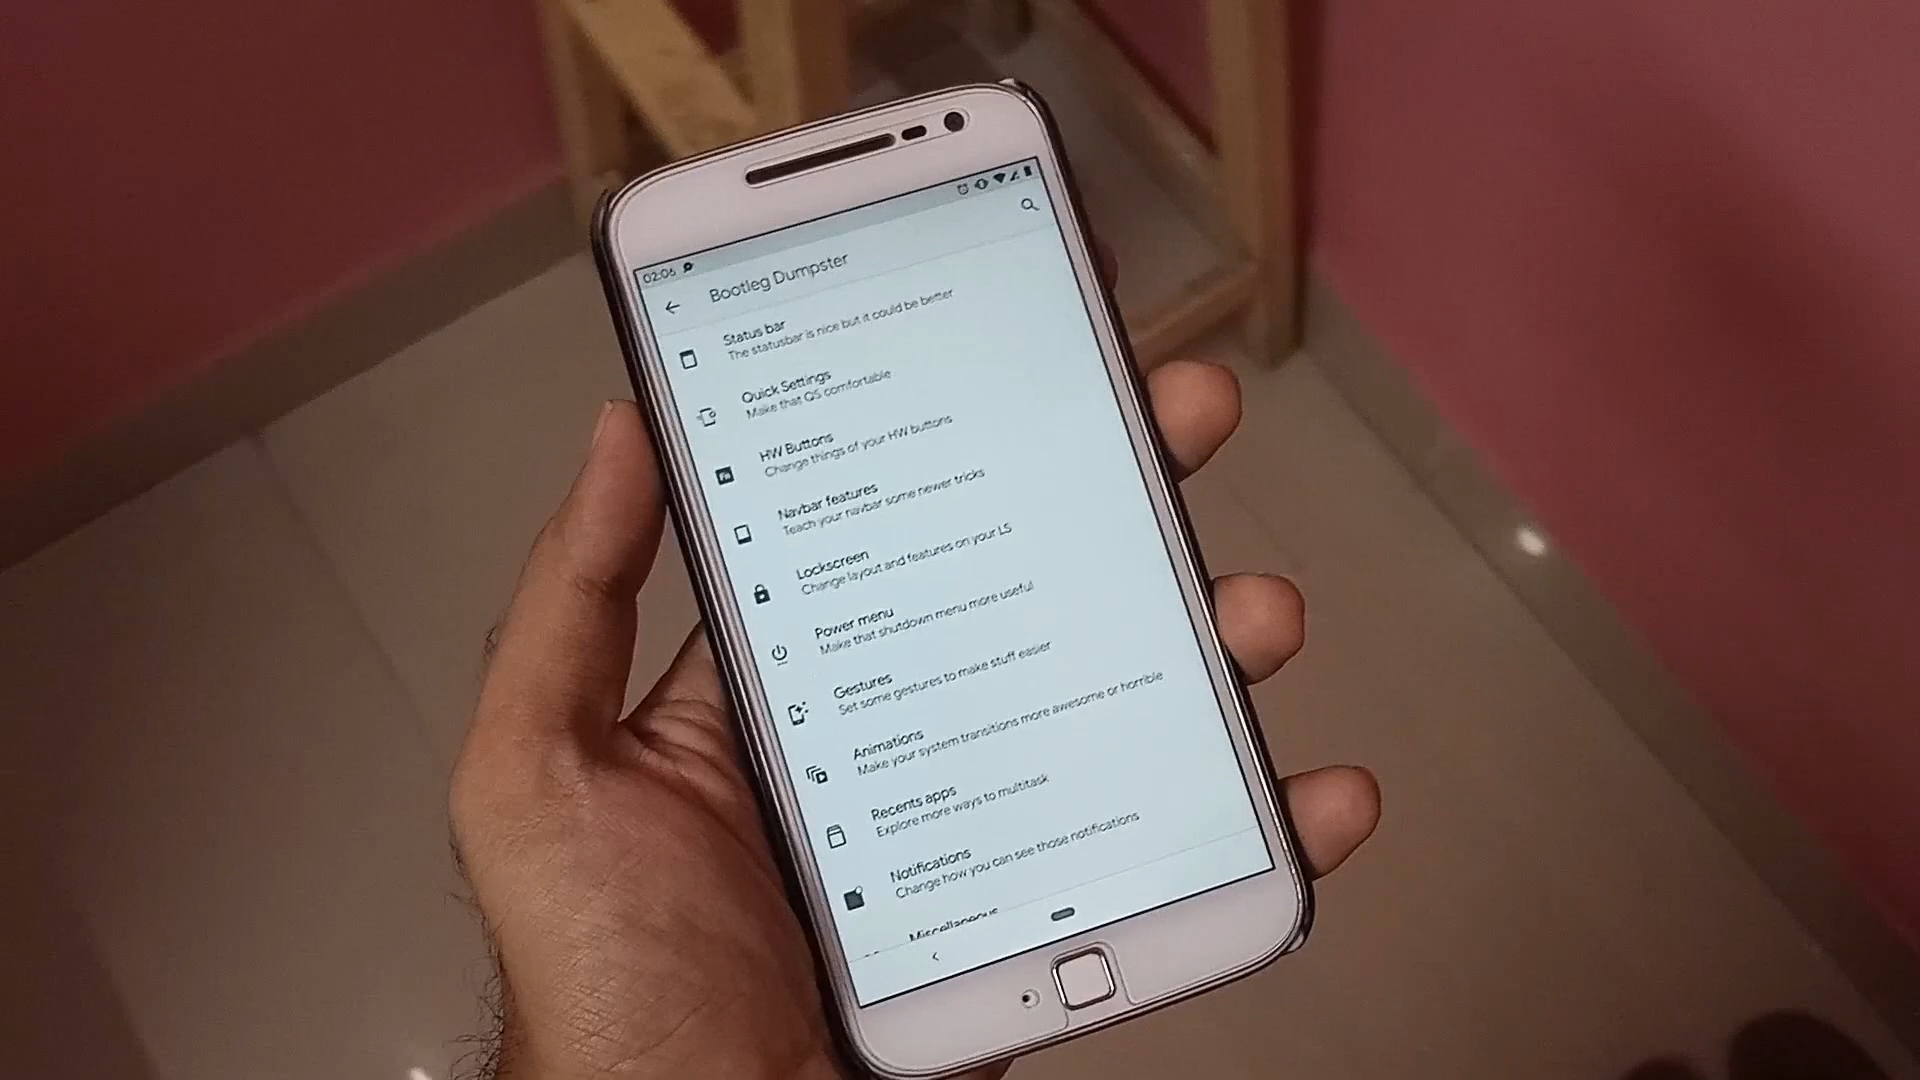 02:06
Bootleg Dumpster
Status bar
The statusbar is nice but it could be better
Quick Settings
Make that QS comfortable
HW Buttons
Change things of your HW buttons
Fn
Navbar features
Teach your navbar some newer tricks
Lockscreen
Change layout and features on your LS
Power menu
Make that shutdown menu more useful
Gestures
Set some gestures to make stuff easier
Animations
Make your system transitions more awesome or horrible
Recents apps
Explore more ways to multitask
Notifications
Change how you can see those notifications
Miscellaneous